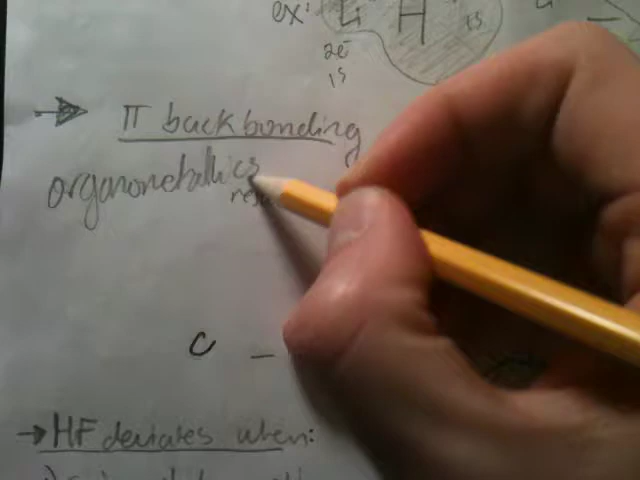 ex: Li H 1s
2e
1s
π backbonding
organometallics
C –
→ HF deviates when: